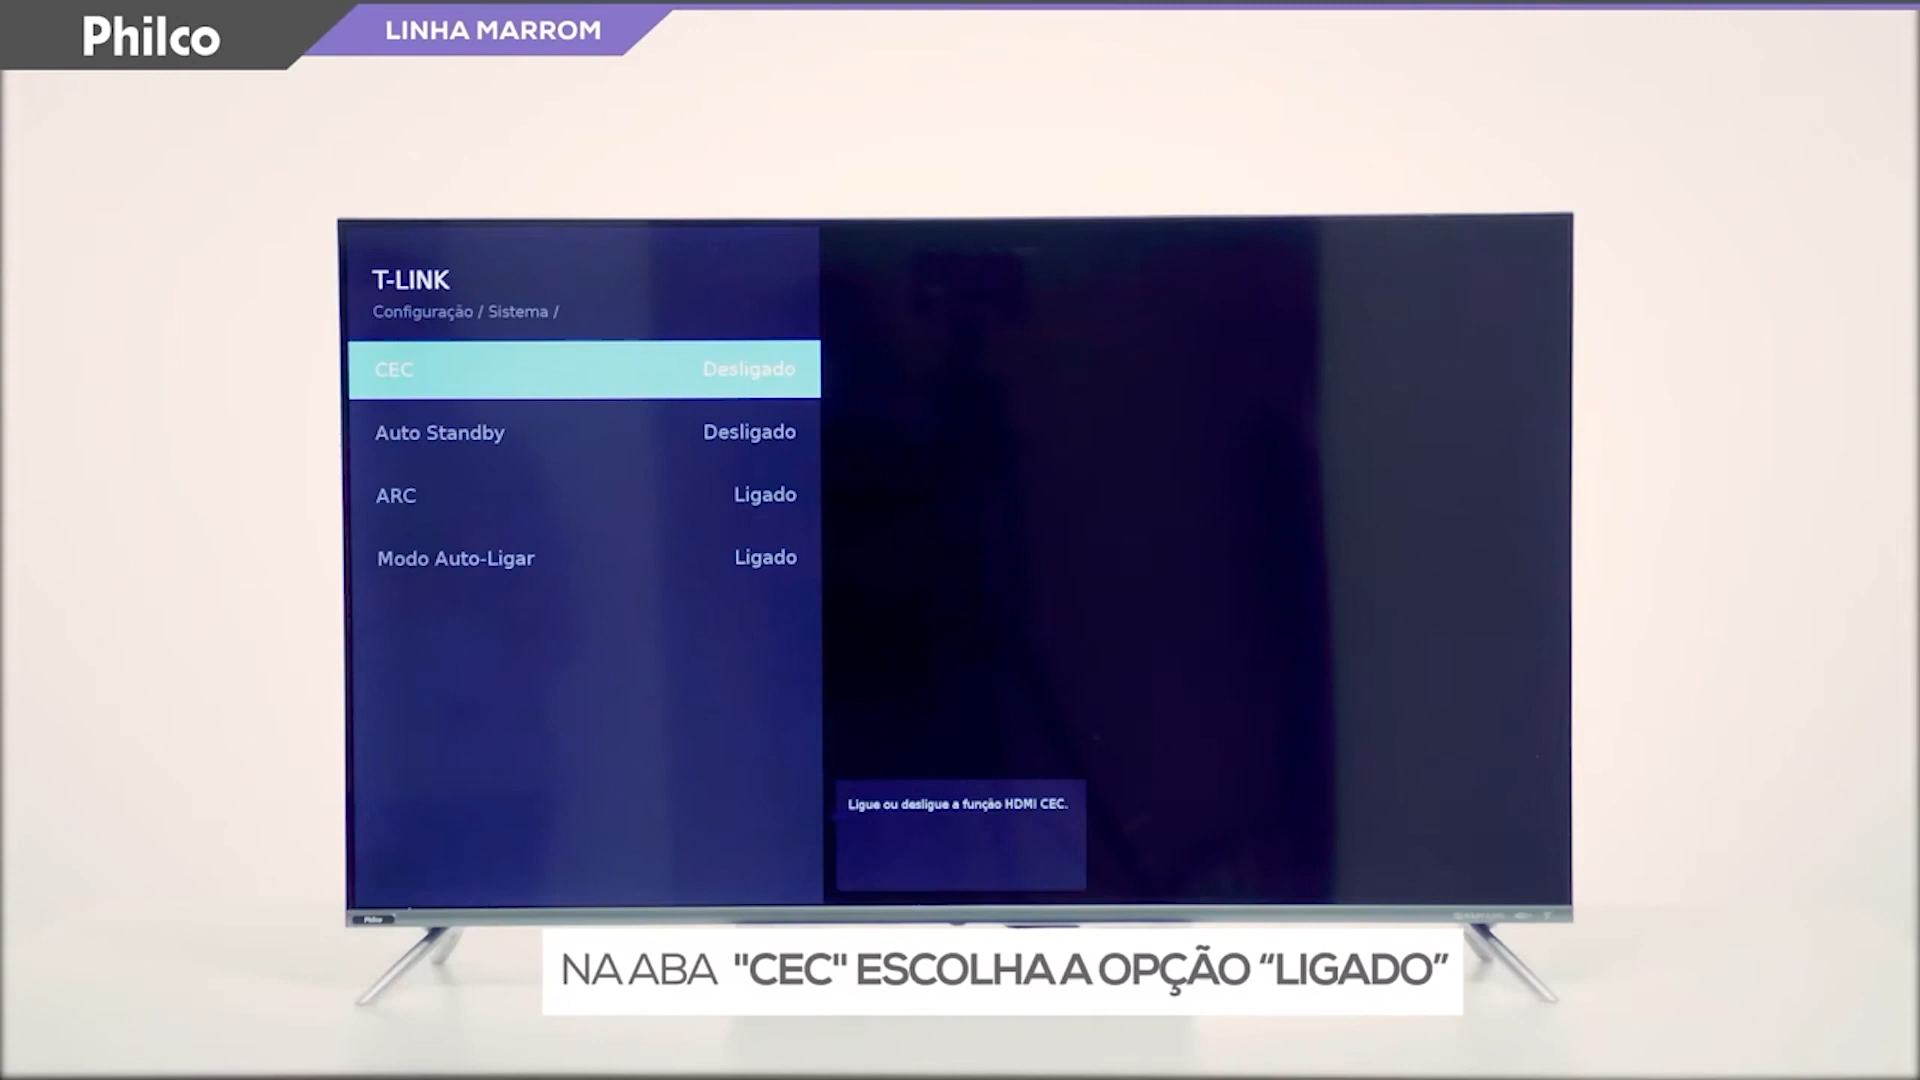 Philco
LINHA MARROM
T-LINK
Configuração / Sistema /
CEC Desligado
Auto Standby Desligado
ARC Ligado
Modo Auto-Ligar Ligado
Ligue ou desligue a função HDMI CEC.
Philco
NA ABA "CEC" ESCOLHA A OPÇÃO “LIGADO”